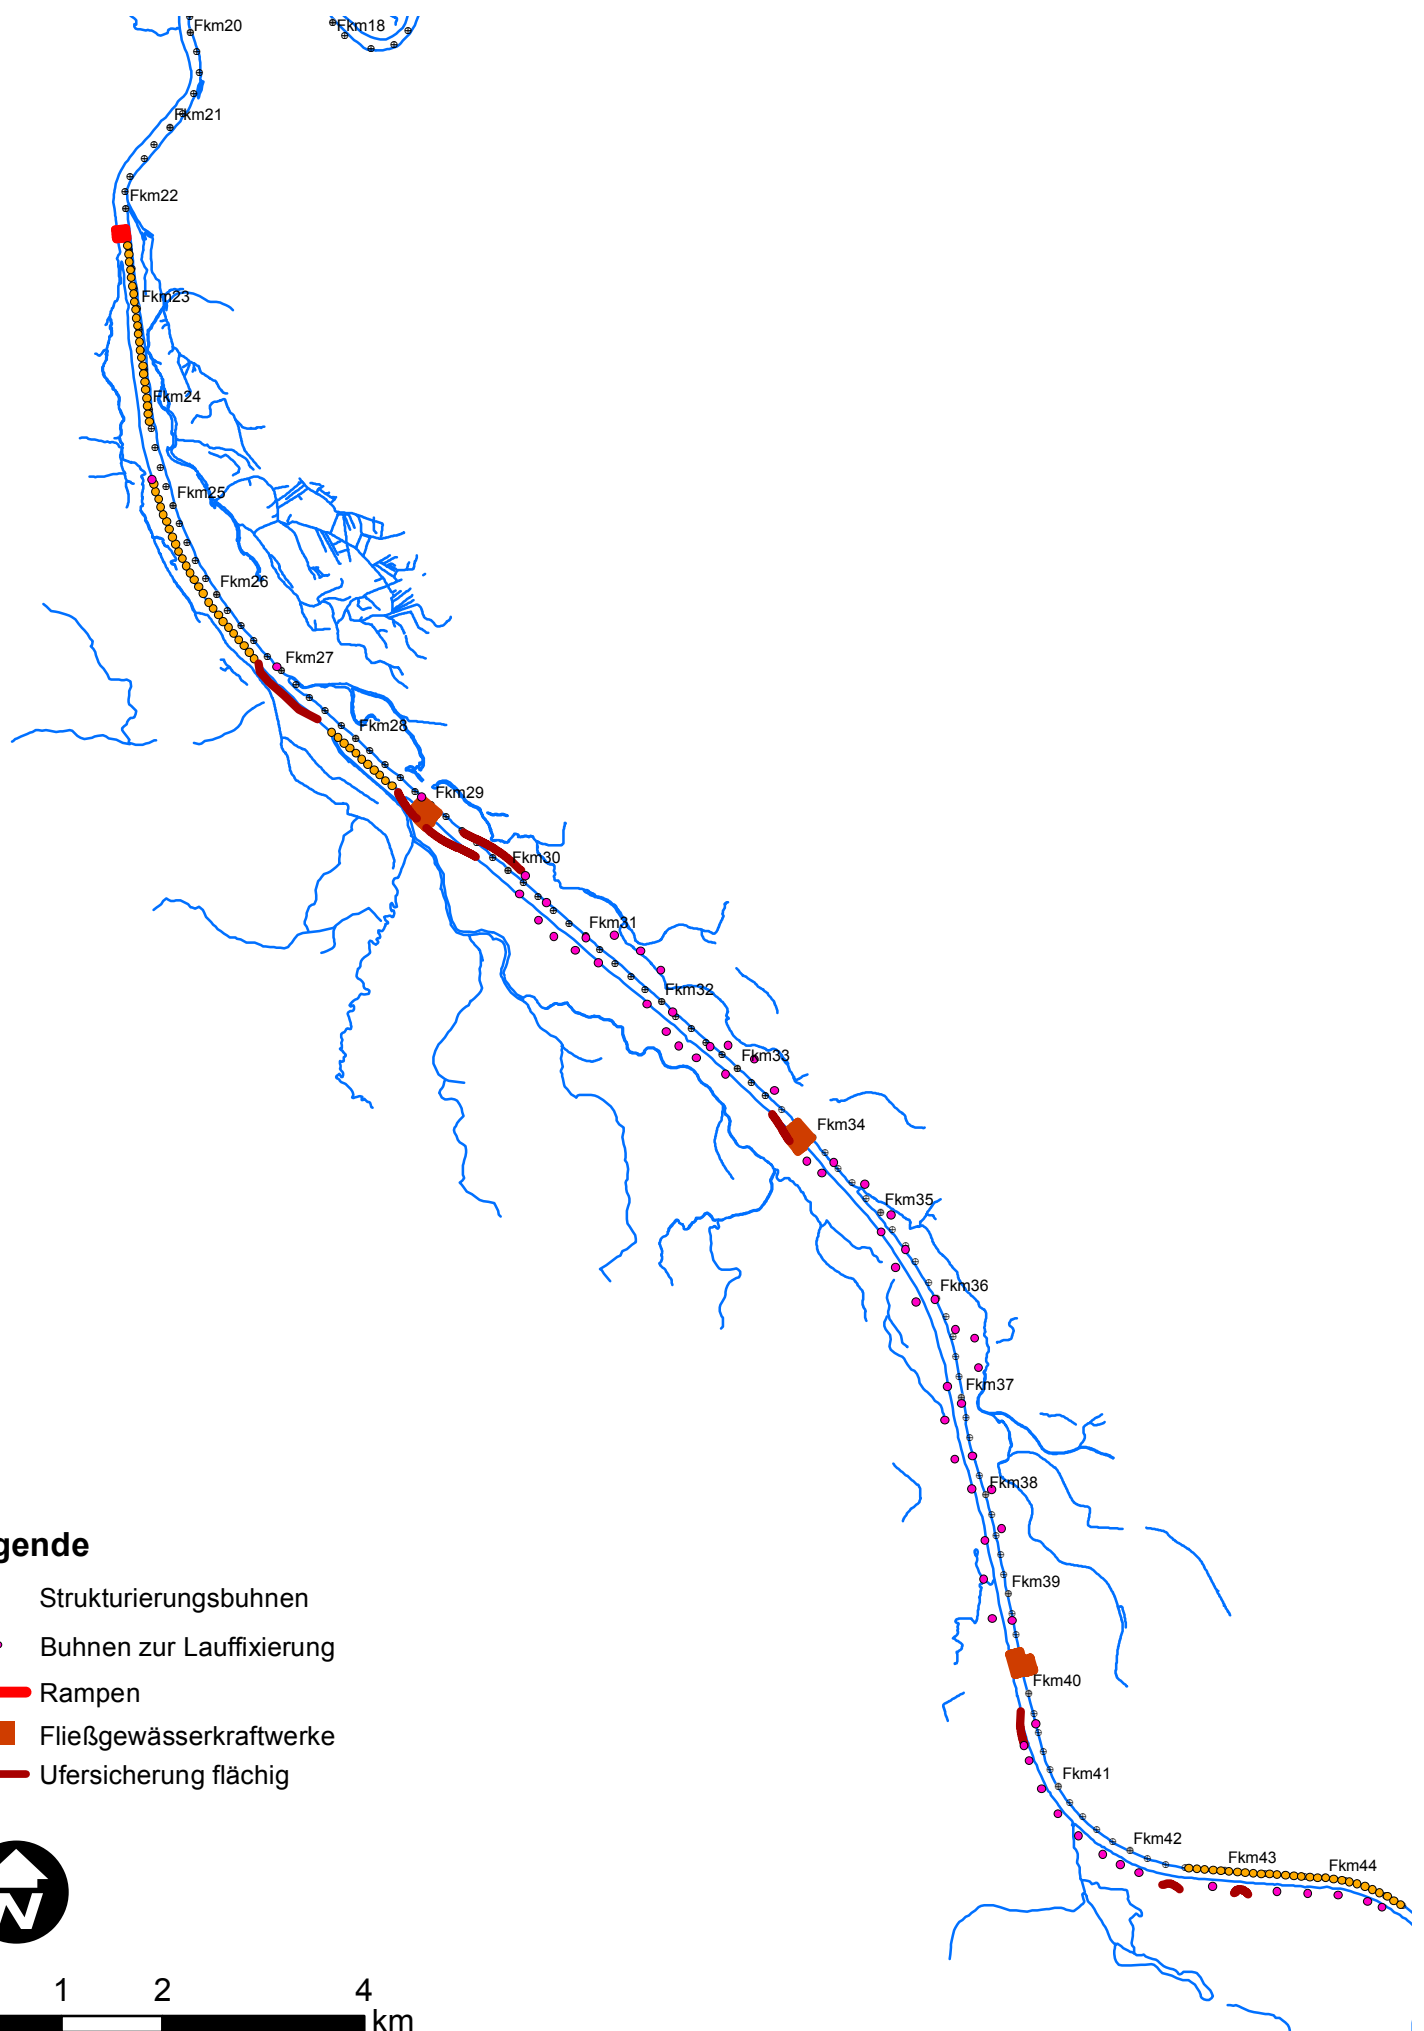 Fkm20
Fkm18
Fkm21
Fkm22
Fkm23
Fkm24
Fkm25
Fkm26
Fkm27
Fkm28
Fkm29
Fkm30
Fkm31
Fkm32
Fkm33
Fkm34
Fkm35
Fkm36
Fkm37
Fkm38
Fkm39
Fkm40
Fkm41
Fkm42
Fkm43
Fkm44
gende
Strukturierungsbuhnen
Buhnen zur Lauffixierung
Rampen
Fließgewässerkraftwerke
Ufersicherung flächig
N
1 2 4
km